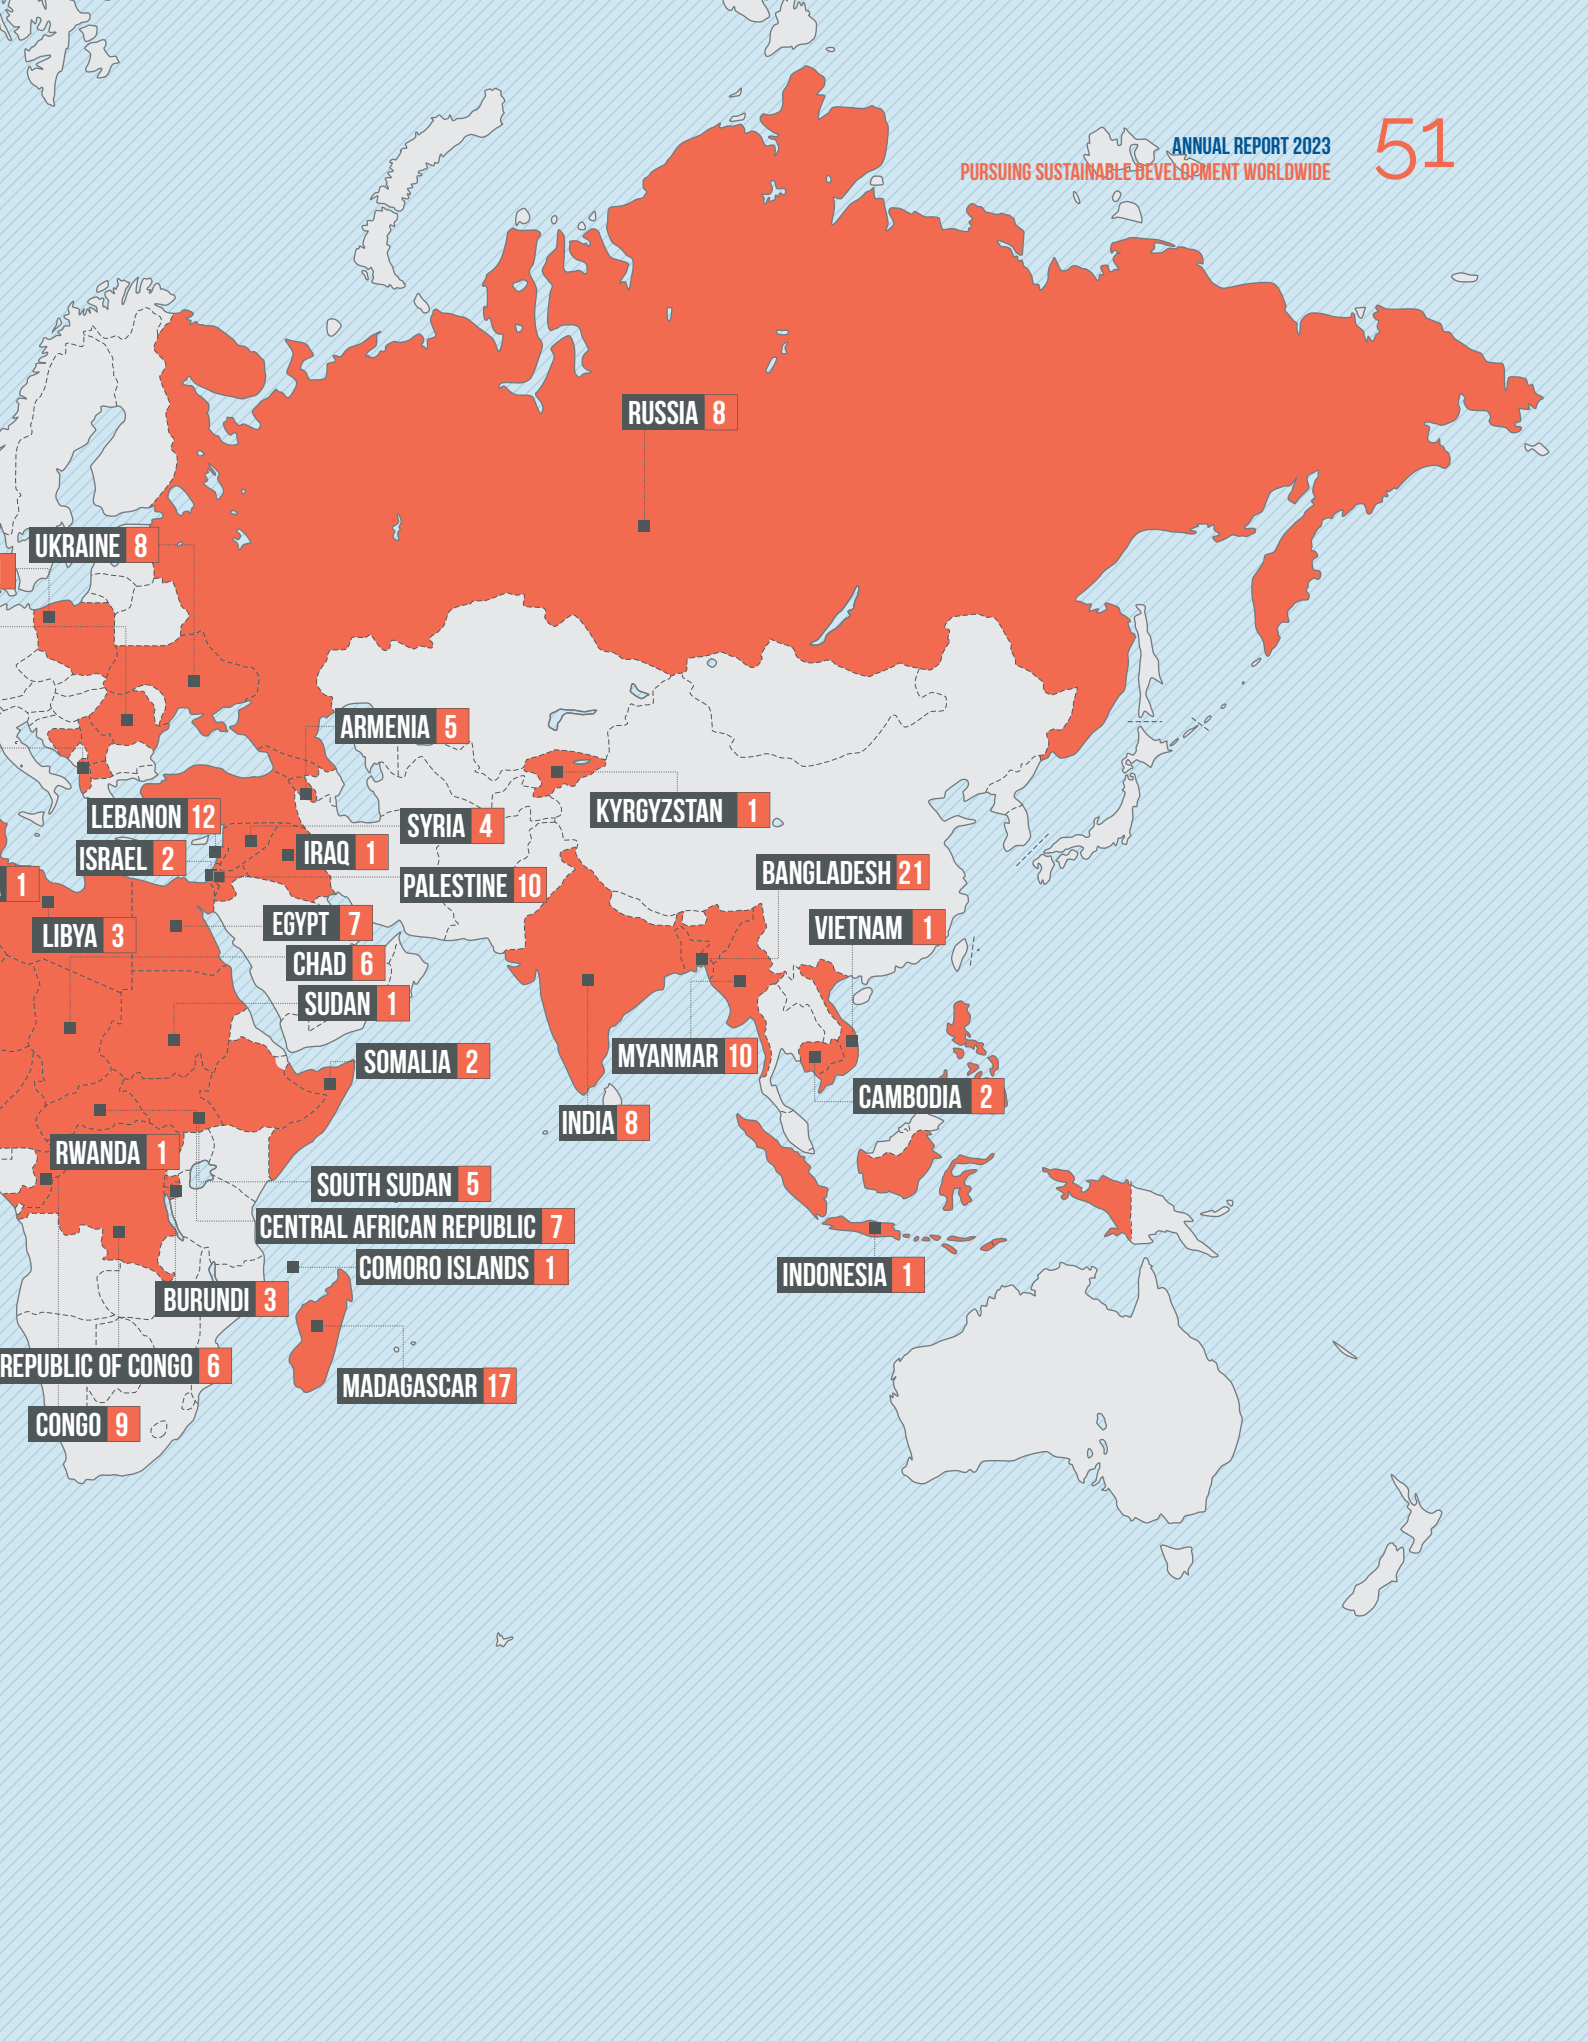 ANNUAL REPORT 2023
PURSUING SUSTAINABLE DEVELOPMENT WORLDWIDE
51
RUSSIA 8
UKRAINE 8
ARMENIA 5
KYRGYZSTAN 1
LEBANON 12
SYRIA 4
ISRAEL 2
IRAQ 1
BANGLADESH 21
1
PALESTINE 10
LIBYA 3
EGYPT 7
VIETNAM 1
CHAD 6
SUDAN 1
SOMALIA 2
MYANMAR 10
CAMBODIA 2
INDIA 8
RWANDA 1
SOUTH SUDAN 5
CENTRAL AFRICAN REPUBLIC 7
COMORO ISLANDS 1
INDONESIA 1
BURUNDI 3
REPUBLIC OF CONGO 6
MADAGASCAR 17
CONGO 9